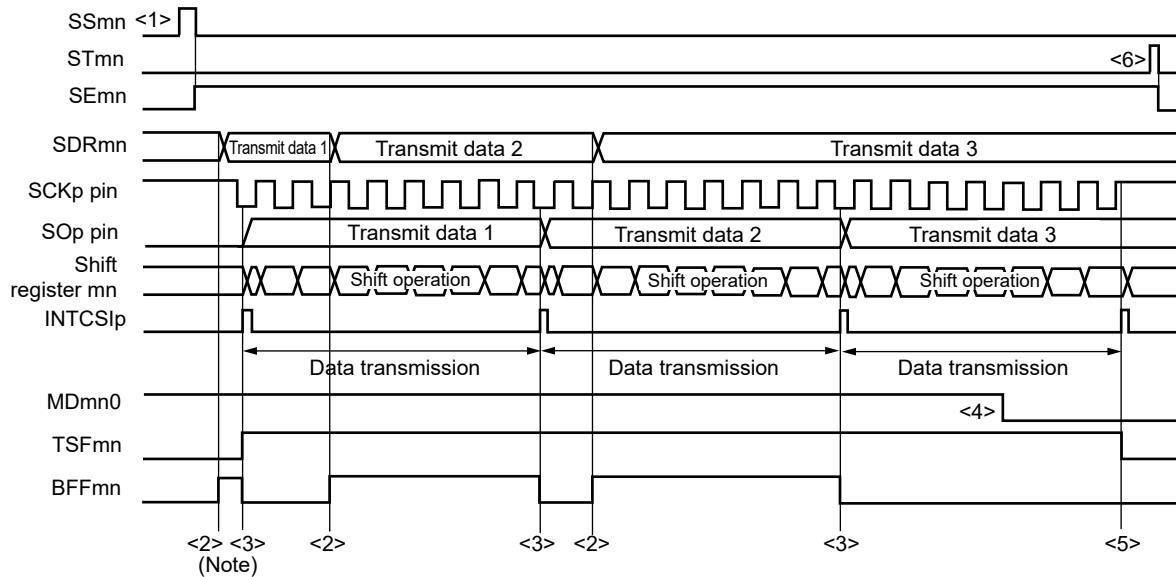 SSmn <1>
STmn <6>
SEmn
SDRmn Transmit data 1 Transmit data 2 Transmit data 3
SCKp pin
SOp pin Transmit data 1 Transmit data 2 Transmit data 3
Shift
register mn Shift operation Shift operation Shift operation
INTCSIp
Data transmission Data transmission Data transmission
MDmn0 <4>
TSFmn
BFFmn
<2> <3> <2> <3> <2> <3> <5>
(Note)